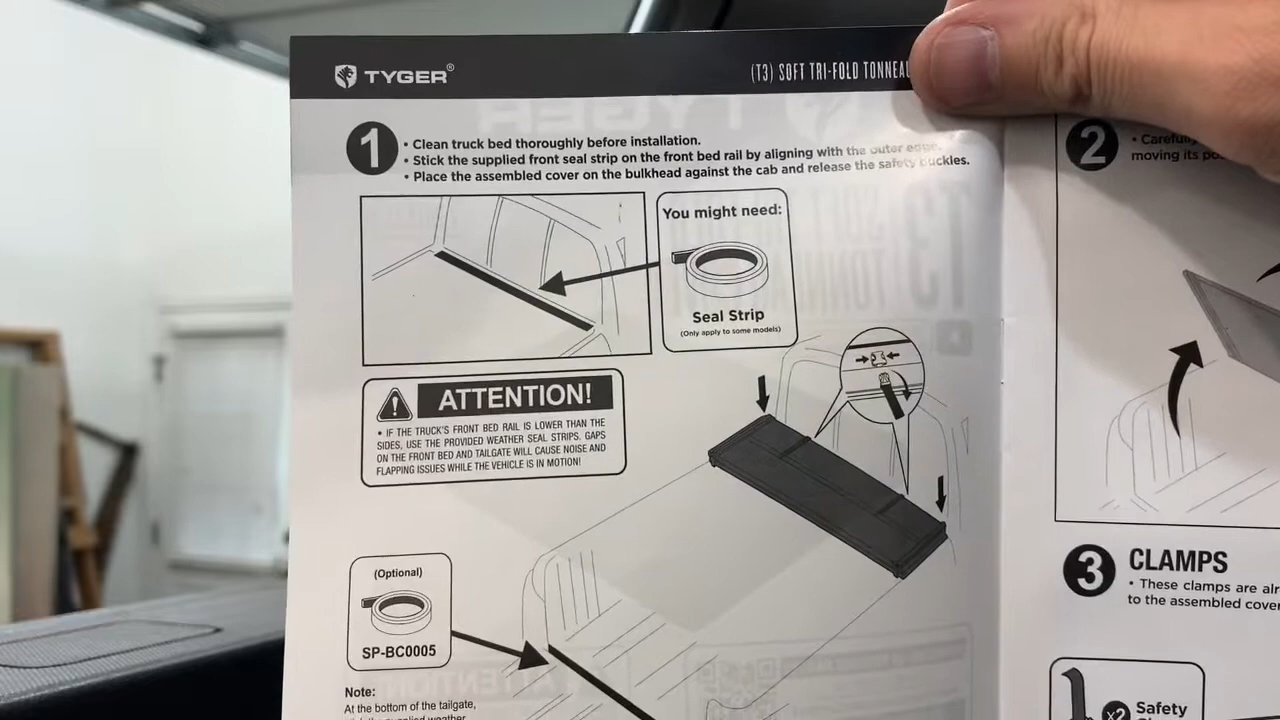 TYGER®
(T3) SOFT TRI-FOLD
1
• Clean truck bed thoroughly before installation.
• Stick the supplied front seal strip on the front bed rail by aligning with the outer edge.
• Place the assembled cover on the bulkhead against the cab and release the safety buckles.
You might need:
Seal Strip
(Only apply to some models)
ATTENTION!
• IF THE TRUCK'S FRONT BED RAIL IS LOWER THAN THE
SIDES, USE THE PROVIDED WEATHER SEAL STRIPS. GAPS
ON THE FRONT BED AND TAILGATE WILL CAUSE NOISE AND
FLAPPING ISSUES WHILE THE VEHICLE IS IN MOTION!
(Optional)
SP-BC0005
Note:
At the bottom of the tailgate,
weather
2
•
moving its
3
CLAMPS
• These clamps are
to the assembled
x2
Safety